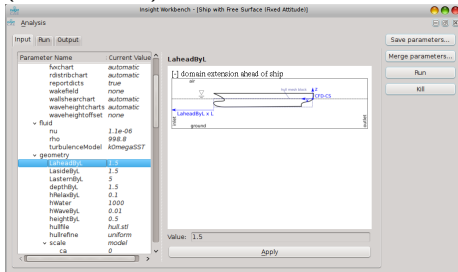 Insight Workbench - [Ship with Free Surface (Fixed Attitude)]
Analysis
Input Run Output
Parameter Name Current Value
fwxchart automatic
rdistribchart automatic
reportdicts true
wakefield none
wallshearchart automatic
waveheightcharts automatic
waveheightoffset none
fluid
nu 1.1e-06
rho 998.8
turbulenceModel kOmegaSST
geometry
LaheadByL 1.5
LasideByL 1.5
LasternByL 5
depthByL 1.5
hRelaxByL 0.1
hWater 1000
hWaveByL 0.01
heightByL 0.5
hullfile hull.stl
hullrefine uniform
scale model
ca 0
LaheadByL
[-] domain extension ahead of ship
air
z
CFD-CS
LaheadByL x L
inlet
ground
outlet
Value: 1.5
Apply
Save parameters...
Merge parameters...
Run
Kill